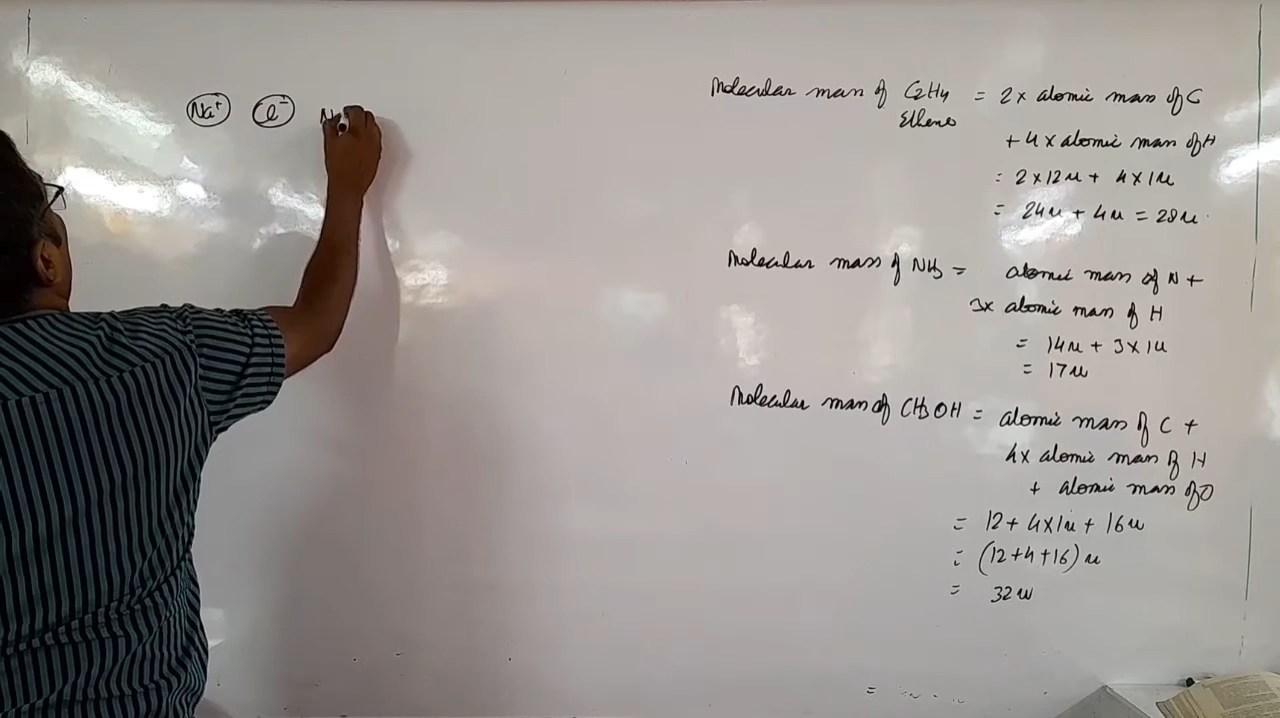 Na⁺ Cl⁻ N
Molecular mass of C2H4 = 2 x atomic mass of C
Ethene
+ 4 x atomic mass of H
= 2 x 12u + 4 x 1u
= 24u + 4u = 28u.
Molecular mass of NH3 = atomic mass of N +
3x atomic mass of H
= 14u + 3 x 1u
= 17u
Molecular mass of CH3OH = atomic mass of C +
4x atomic mass of H
+ atomic mass of O
= 12 + 4 x 1u + 16u
= (12+4+16) u
= 32u